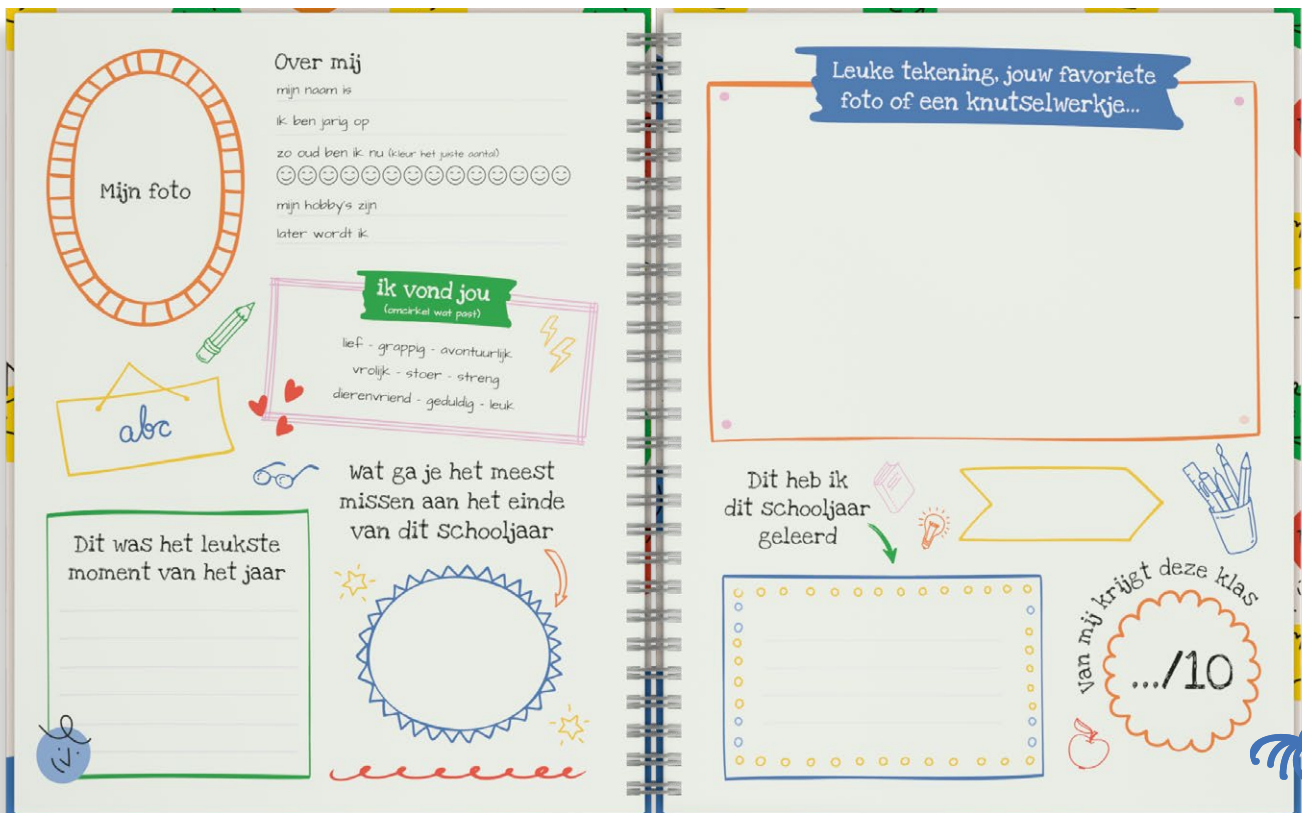 Mijn foto
Over mij
mijn naam is
ik ben jarig op
zo oud ben ik nu (kleur het juiste aantal)
mijn hobby's zijn
later wordt ik
ik vond jou
(omcirkel wat past)
lief - grappig - avontuurlijk
vrolijk - stoer - streng
dierenvriend - geduldig - leuk
abc
Wat ga je het meest
missen aan het einde
van dit schooljaar
Dit was het leukste
moment van het jaar
Leuke tekening, jouw favoriete
foto of een knutselwerkje...
Dit heb ik
dit schooljaar
geleerd
van mij krijgt deze klas
.../10